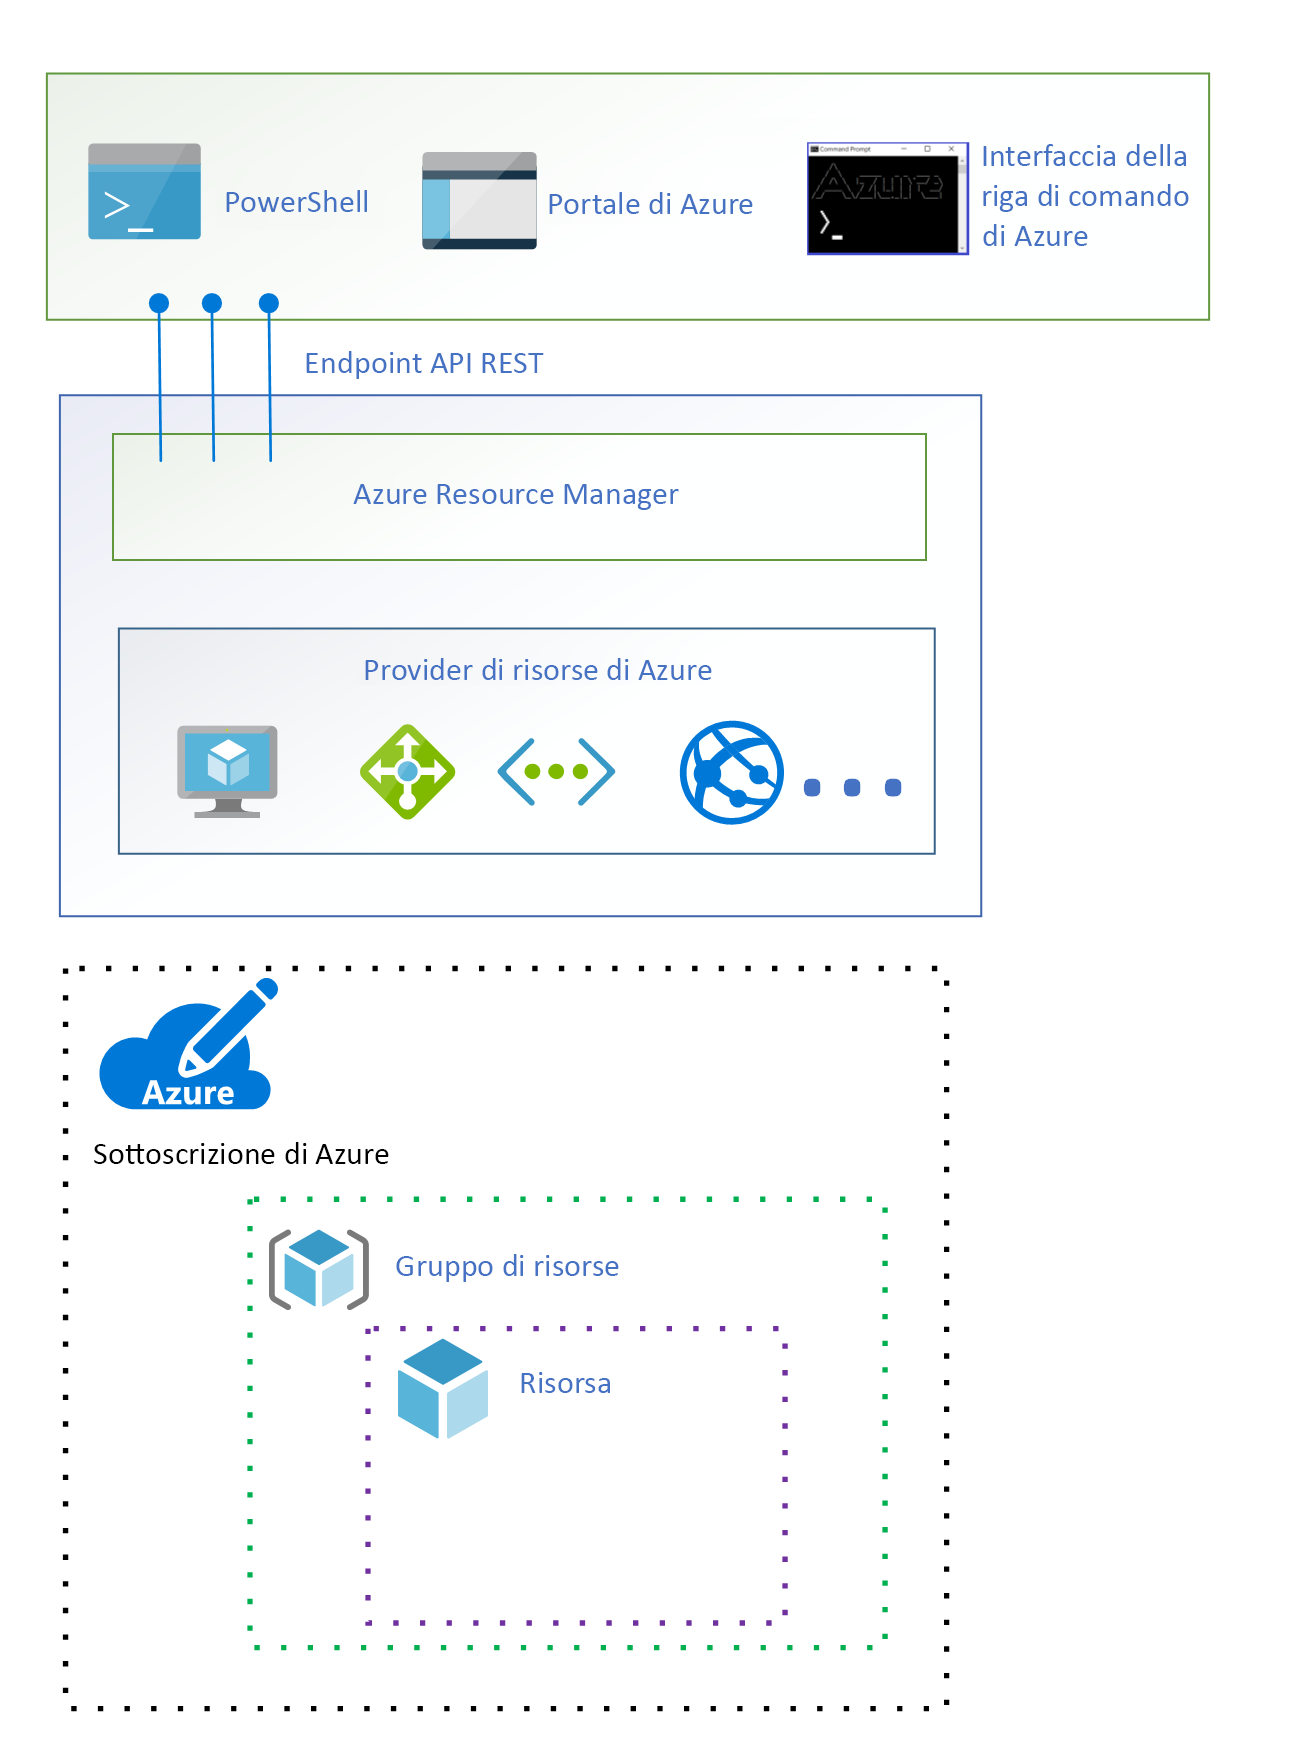 PowerShell
Portale di Azure
Command Prompt
Azure
Interfaccia della
riga di comando
di Azure
Endpoint API REST
Azure Resource Manager
Provider di risorse di Azure
Azure
Sottoscrizione di Azure
Gruppo di risorse
Risorsa